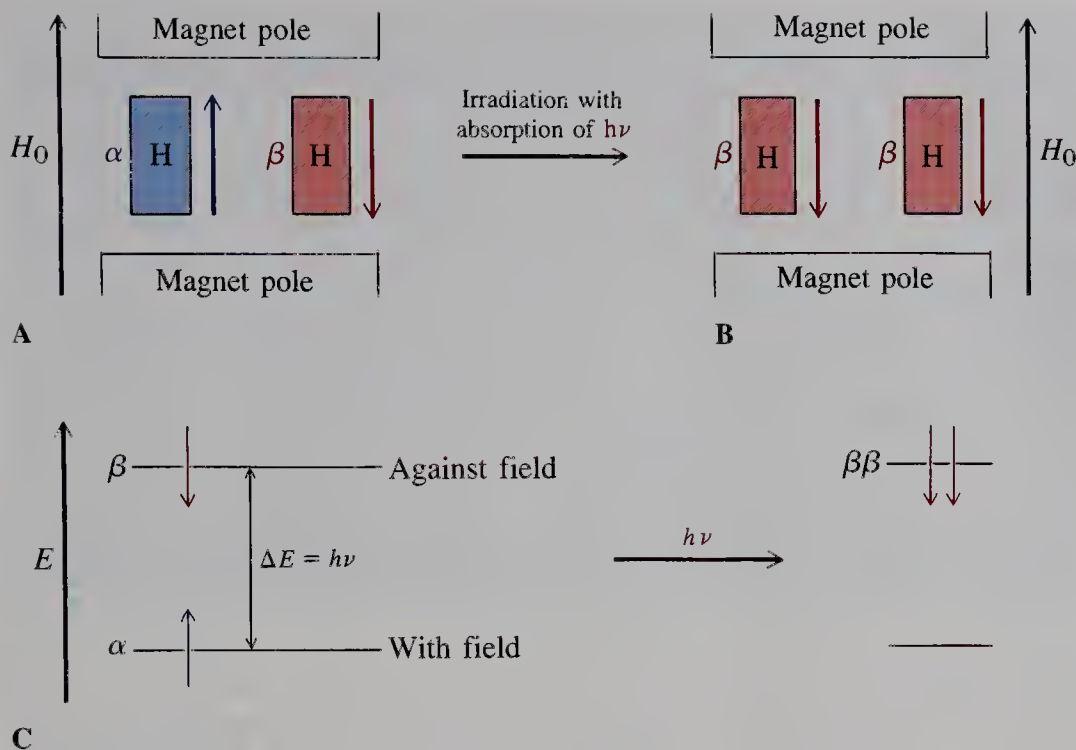 Magnet pole
Magnet pole
H₀
α
H
β
H
Irradiation with
absorption of hν
β
H
β
H
H₀
Magnet pole
Magnet pole
A
B
E
β
Against field
ΔE = hν
α
With field
hν
ββ
C